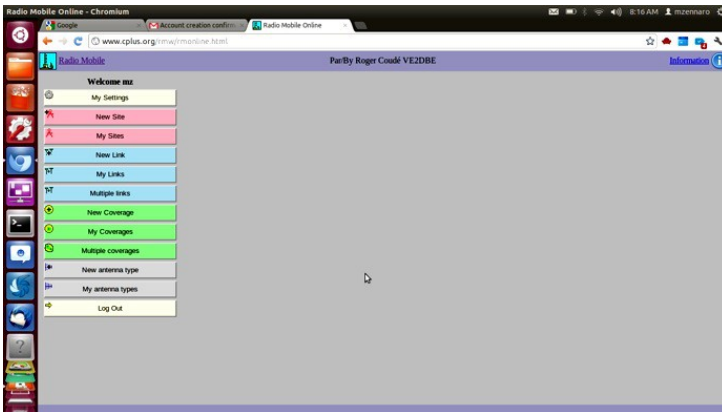 Radio Mobile Online - Chromium
8:16 AM mzennaro
Google
Account creation confirm
Radio Mobile Online
www.cplus.org/rmw/rmonline.html
Radio Mobile
Par/By Roger Coudé VE2DBE
Information
Welcome mz
My Settings
New Site
My Sites
New Link
My Links
Multiple links
New Coverage
My Coverages
Multiple coverages
New antenna type
My antenna types
Log Out